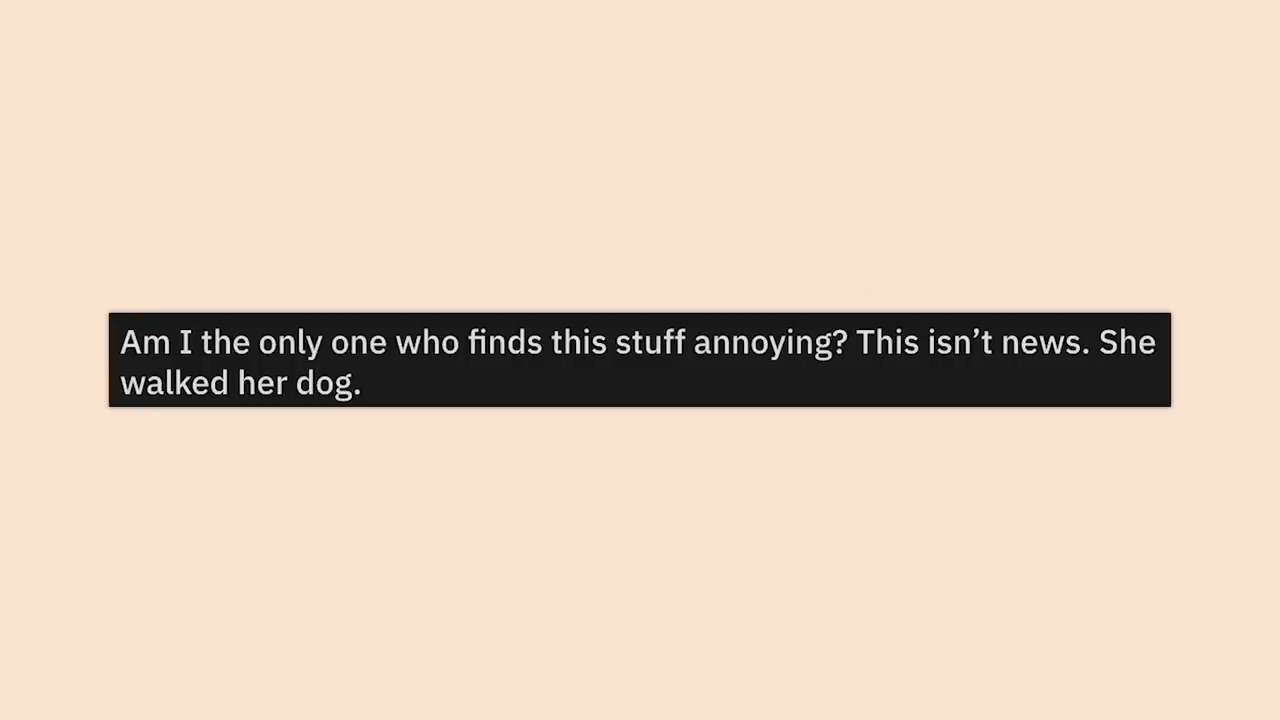 Am I the only one who finds this stuff annoying? This isn’t news. She
walked her dog.